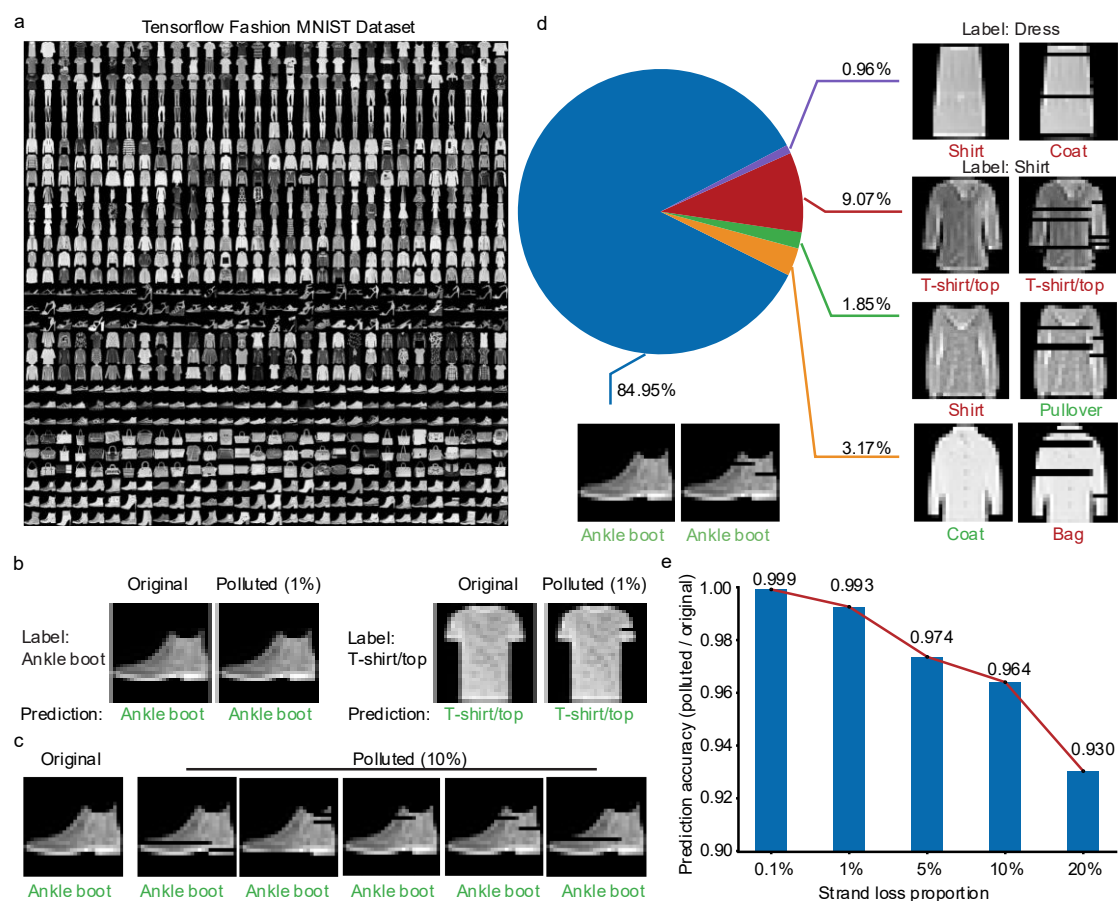 a
Tensorflow Fashion MNIST Dataset
b
Original
Polluted (1%)
Label:
Ankle boot
Prediction:
Ankle boot
Ankle boot
Original
Polluted (1%)
Label:
T-shirt/top
Prediction:
T-shirt/top
T-shirt/top
c
Original
Polluted (10%)
Ankle boot
Ankle boot
Ankle boot
Ankle boot
Ankle boot
Ankle boot
d
0.96%
9.07%
1.85%
3.17%
84.95%
Ankle boot
Ankle boot
Label: Dress
Shirt
Coat
Label: Shirt
T-shirt/top
T-shirt/top
Shirt
Pullover
Coat
Bag
e
Prediction accuracy (polluted / original)
1.00
0.98
0.96
0.94
0.92
0.90
0.999
0.993
0.974
0.964
0.930
0.1%
1%
5%
10%
20%
Strand loss proportion